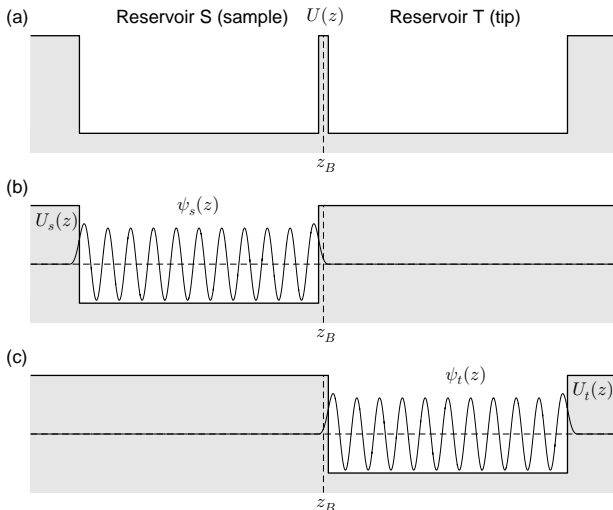 (a) Reservoir S (sample) U(z) Reservoir T (tip)
z_B
(b)
U_s(z) ψ_s(z)
z_B
(c)
ψ_t(z) U_t(z)
z_B